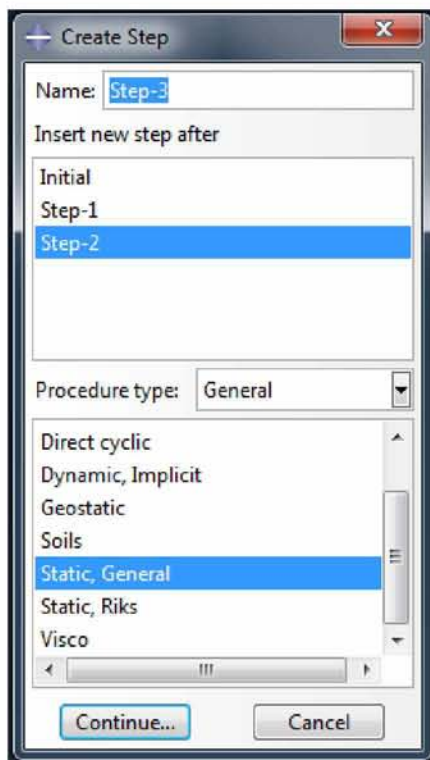 Create Step
Name: Step-3
Insert new step after
Initial
Step-1
Step-2
Procedure type: General
Direct cyclic
Dynamic, Implicit
Geostatic
Soils
Static, General
Static, Riks
Visco
Continue... Cancel